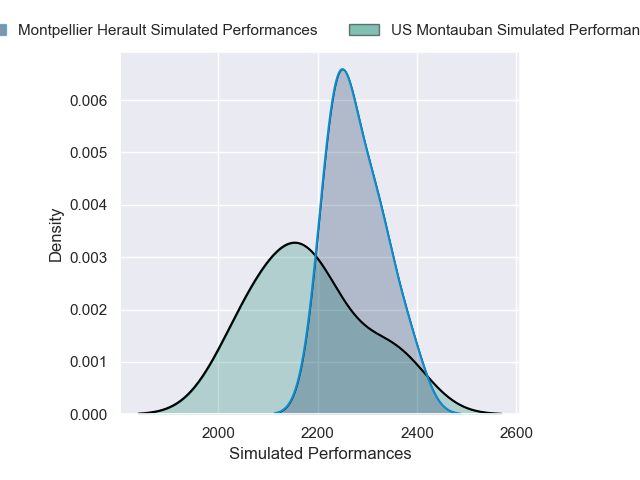 Montpellier Herault Simulated Performances US Montauban Simulated Performan
0.006
0.005
0.004
0.003
0.002
0.001
0.000
Density
2000 2200 2400 2600
Simulated Performances